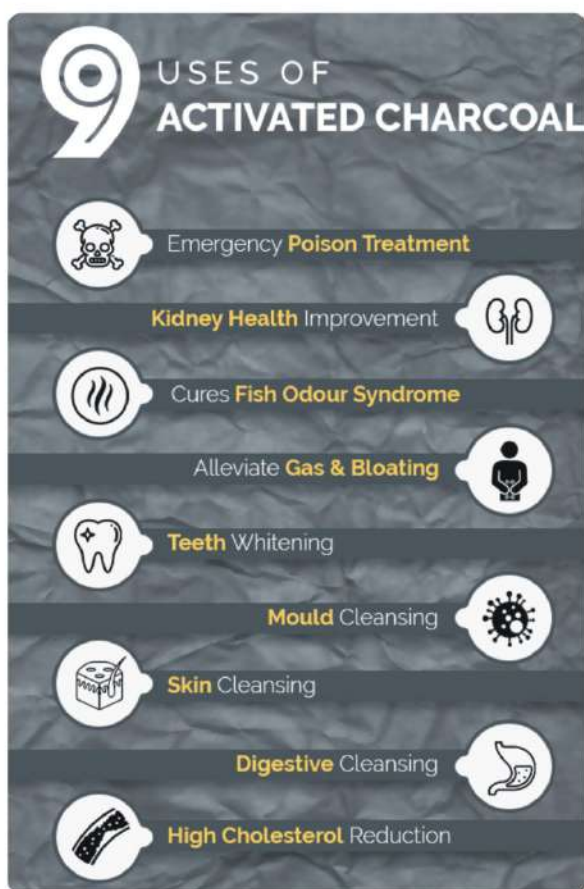 9
USES OF
ACTIVATED CHARCOAL
Emergency Poison Treatment
Kidney Health Improvement
Cures Fish Odour Syndrome
Alleviate Gas & Bloating
Teeth Whitening
Mould Cleansing
Skin Cleansing
Digestive Cleansing
High Cholesterol Reduction